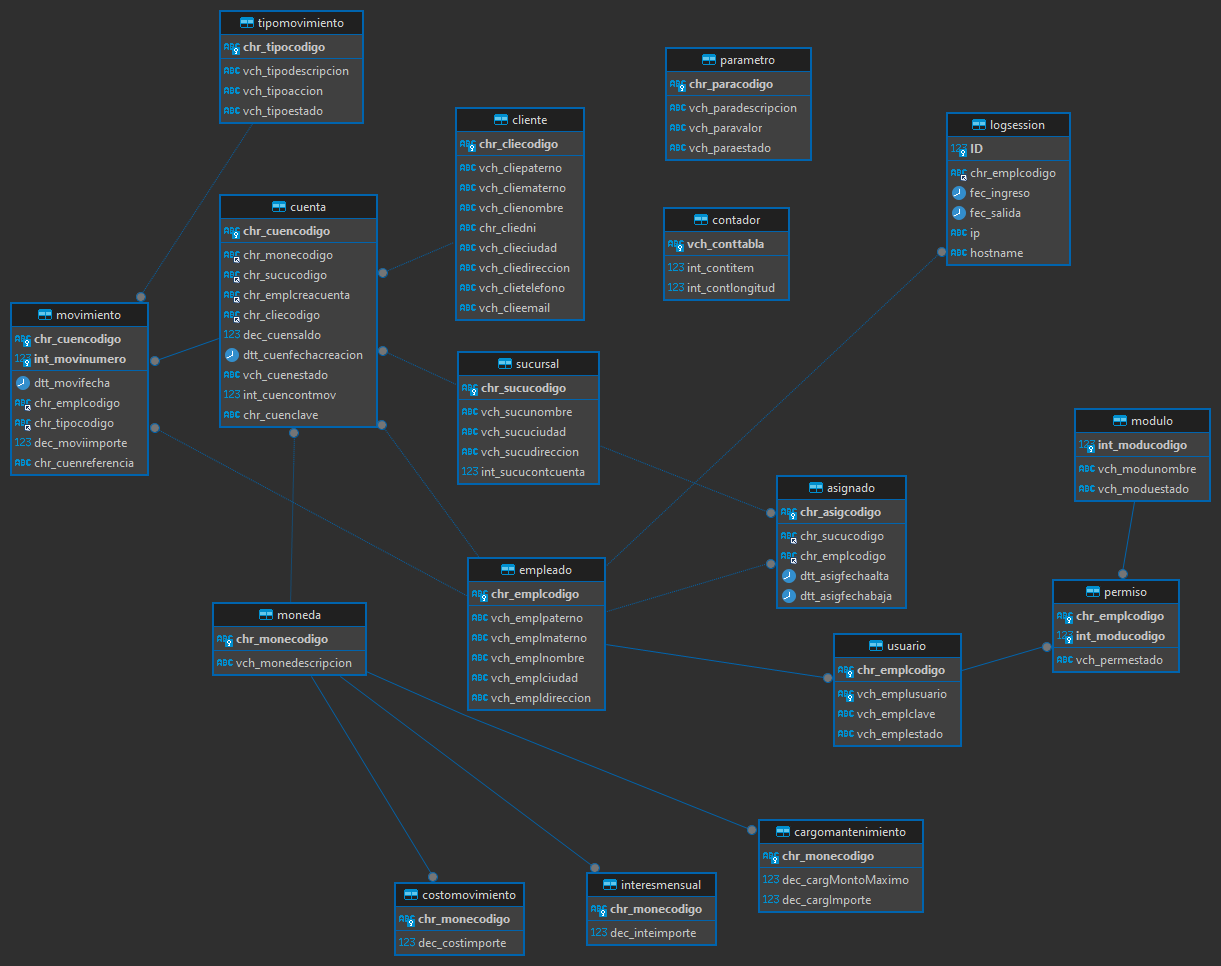 tipomovimiento
chr_tipocodigo
vch_tipodescripcion
vch_tipoaccion
vch_tipoestado
parametro
chr_paracodigo
vch_paradescripcion
vch_paravalor
vch_paraestado
cliente
chr_cliecodigo
vch_cliepaterno
vch_cliematerno
vch_clienombre
chr_cliedni
vch_clieciudad
vch_cliedireccion
vch_clietelefono
vch_clieemail
logsession
ID
chr_emplcodigo
fec_ingreso
fec_salida
ip
hostname
cuenta
chr_cuencodigo
chr_monecodigo
chr_sucucodigo
chr_emplcreacuenta
chr_cliecodigo
dec_cuensaldo
dtt_cuenfechacreacion
vch_cuenestado
int_cuencontmov
chr_cuenclave
contador
vch_conttabla
int_contitem
int_contlongitud
movimiento
chr_cuencodigo
int_movinumero
dtt_movifecha
chr_emplcodigo
chr_tipocodigo
dec_moviimporte
chr_cuenreferencia
sucursal
chr_sucucodigo
vch_sucunombre
vch_sucuciudad
vch_sucudireccion
int_sucucontcuenta
modulo
int_moducodigo
vch_modunombre
vch_moduestado
asignado
chr_asigcodigo
chr_sucucodigo
chr_emplcodigo
dtt_asigfechaalta
dtt_asigfechabaja
empleado
chr_emplcodigo
vch_emplpaterno
vch_emplmaterno
vch_emplnombre
vch_emplciudad
vch_empldireccion
permiso
chr_emplcodigo
int_moducodigo
vch_permestado
moneda
chr_monecodigo
vch_monedescripcion
usuario
chr_emplcodigo
vch_emplusuario
vch_emplclave
vch_emplestado
cargomantenimiento
chr_monecodigo
dec_cargMontoMaximo
dec_cargImporte
interesmensual
chr_monecodigo
dec_inteimporte
costomovimiento
chr_monecodigo
dec_costimporte